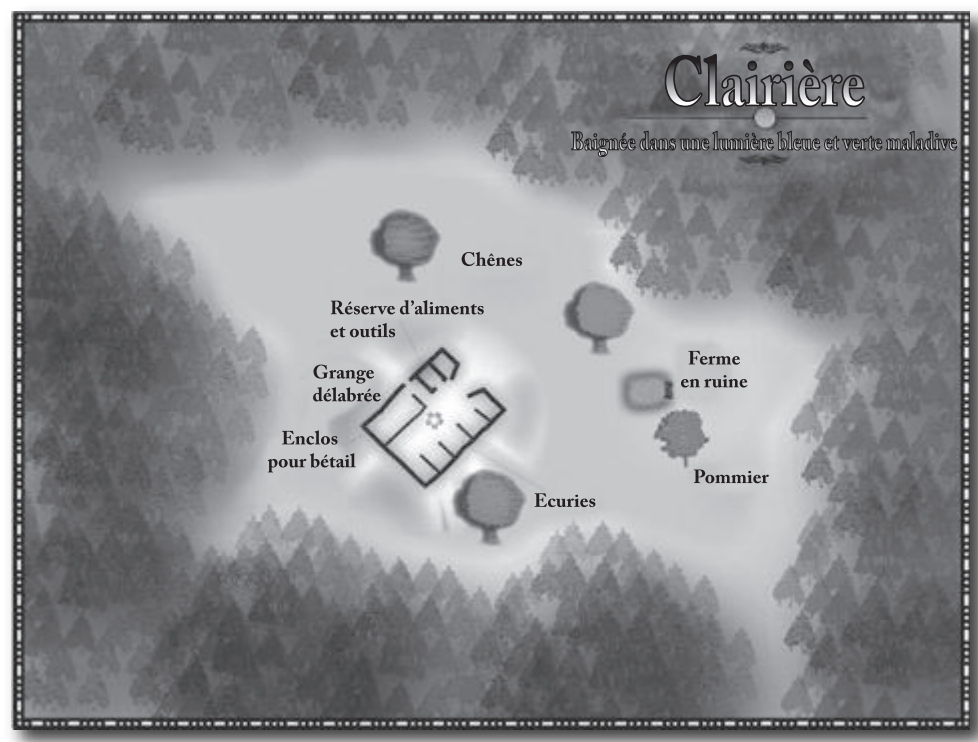 Clairière
Baignée dans une lumière bleue et verte maladive
Chênes
Réserve d’aliments
et outils
Grange
délabrée
Enclos
pour bétail
Ferme
en ruine
Pommier
Ecuries